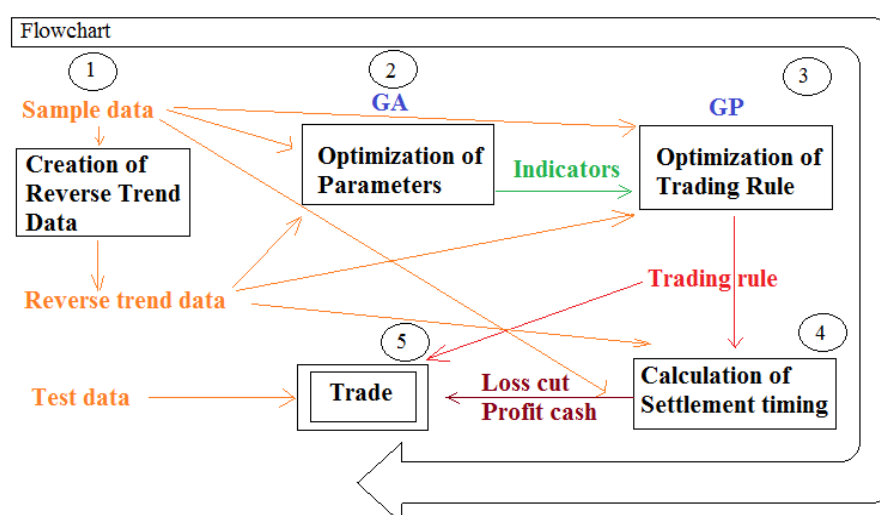 Flowchart
1
2
3
Sample data
GA
GP
Creation of
Reverse Trend
Data
Optimization of
Parameters
Indicators
Optimization of
Trading Rule
Reverse trend data
Trading rule
4
5
Test data
Trade
Loss cut
Profit cash
Calculation of
Settlement timing